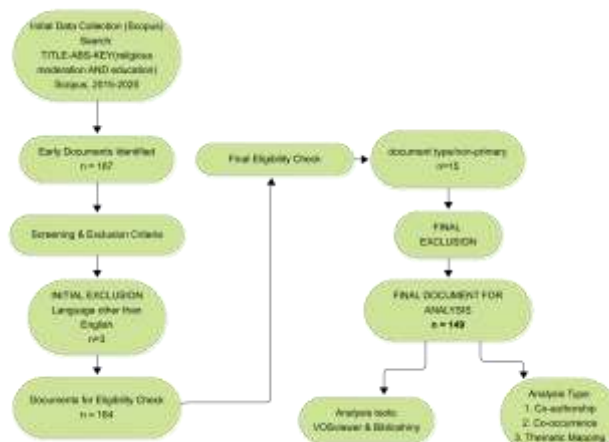 Initial Data Collection (Scopus)
Search:
TITLE-ABS-KEY(religious
moderation AND education)
Scopus, 2015-2025
Early Documents Identified
n = 167
Screening & Exclusion Criteria
INITIAL EXCLUSION
Language other than
English
n=3
Documents for Eligibility Check
n = 164
Final Eligibility Check
document type/non-primary
n=15
FINAL
EXCLUSION
FINAL DOCUMENT FOR
ANALYSIS
n = 149
Analysis tools:
VOSviewer & Biblioshiny
Analysis Type:
1. Co-authorship
2. Co-occurrence
3. Thematic Mapping